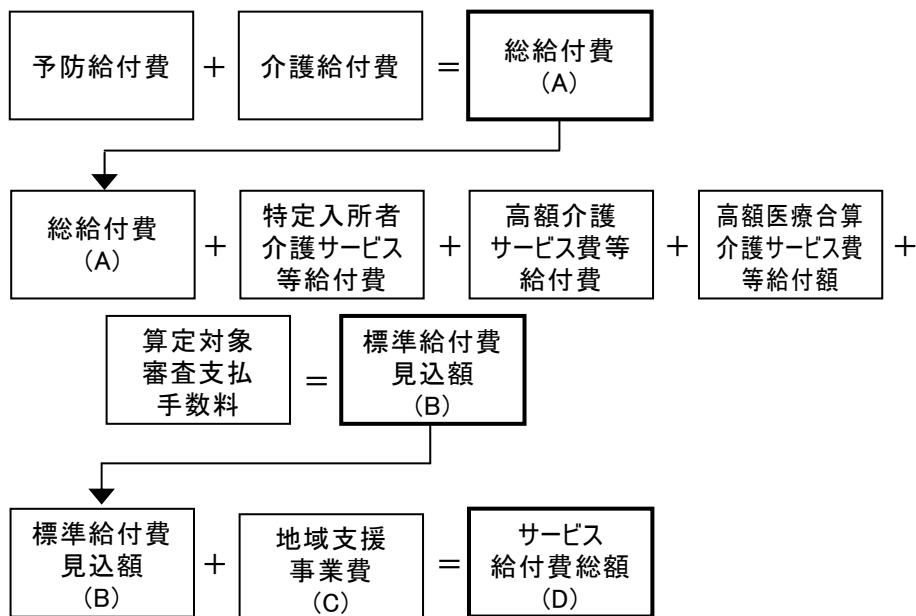 予防給付費 + 介護給付費 = 総給付費
(A)
総給付費
(A)
+
特定入所者
介護サービス
等給付費
+
高額介護
サービス費等
給付費
+
高額医療合算
介護サービス費
等給付額
+
算定対象
審査支払
手数料
=
標準給付費
見込額
(B)
標準給付費
見込額
(B)
+
地域支援
事業費
(C)
=
サービス
給付費総額
(D)